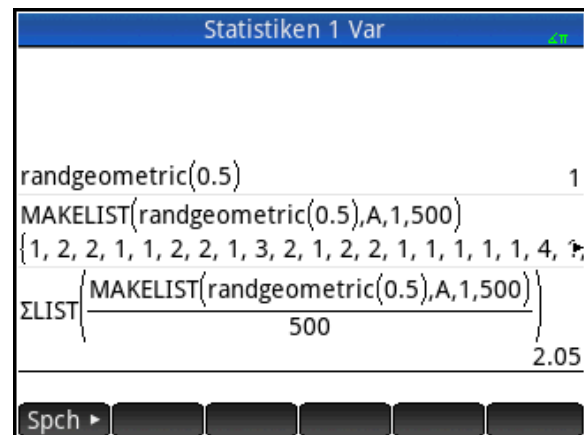 Statistiken 1 Var
∡π
randgeometric(0.5) 1
MAKELIST(randgeometric(0.5),A,1,500)
{1, 2, 2, 1, 1, 2, 2, 1, 3, 2, 1, 2, 2, 1, 1, 1, 1, 1, 4,
ΣLIST(MAKELIST(randgeometric(0.5),A,1,500)
500)
2.05
Spch ▸